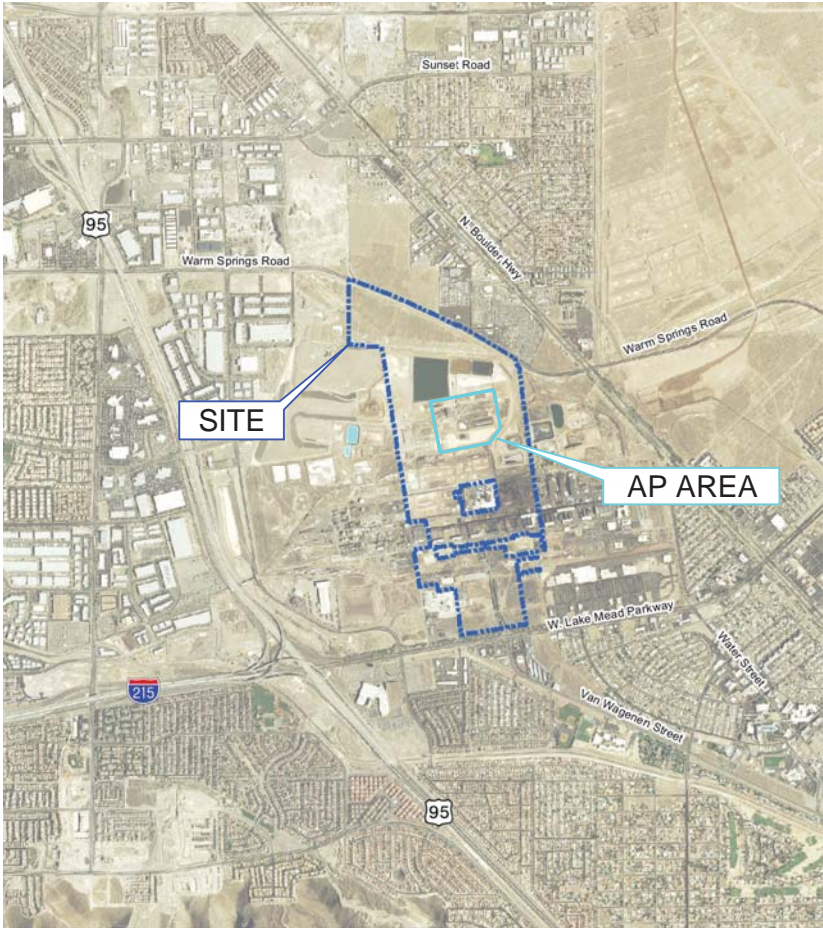 Sunset Road
95
N Boulder Hwy
Warm Springs Road
Warm Springs Road
SITE
AP AREA
W. Lake Mead Parkway
Water Street
215
Van Wagenen Street
95